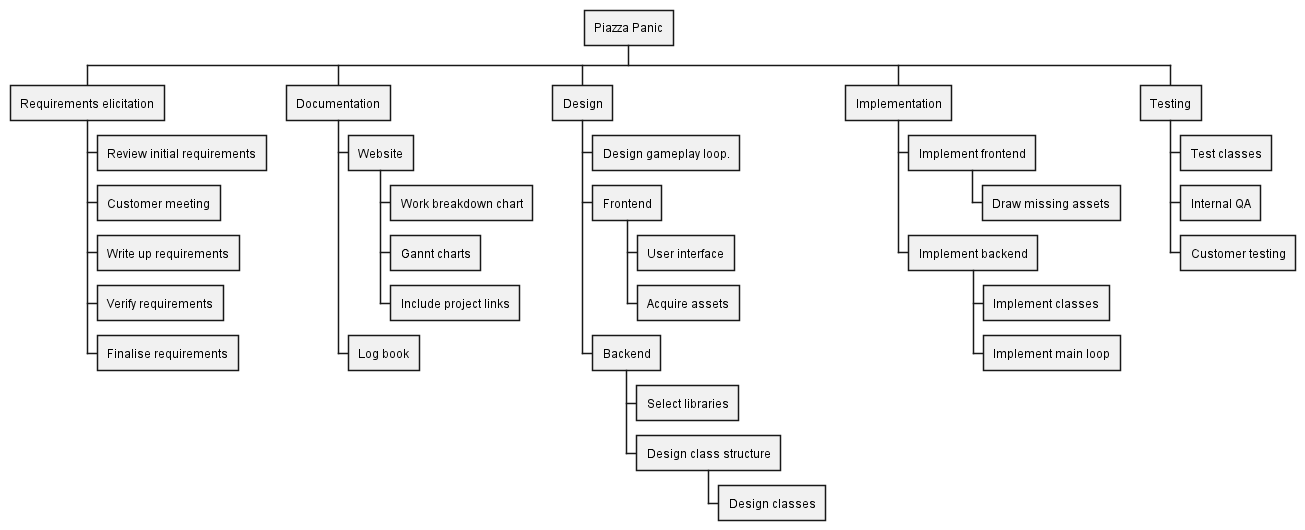 Piazza Panic
Requirements elicitation
Review initial requirements
Customer meeting
Write up requirements
Verify requirements
Finalise requirements
Documentation
Website
Work breakdown chart
Gannt charts
Include project links
Log book
Design
Design gameplay loop.
Frontend
User interface
Acquire assets
Backend
Select libraries
Design class structure
Design classes
Implementation
Implement frontend
Draw missing assets
Implement backend
Implement classes
Implement main loop
Testing
Test classes
Internal QA
Customer testing